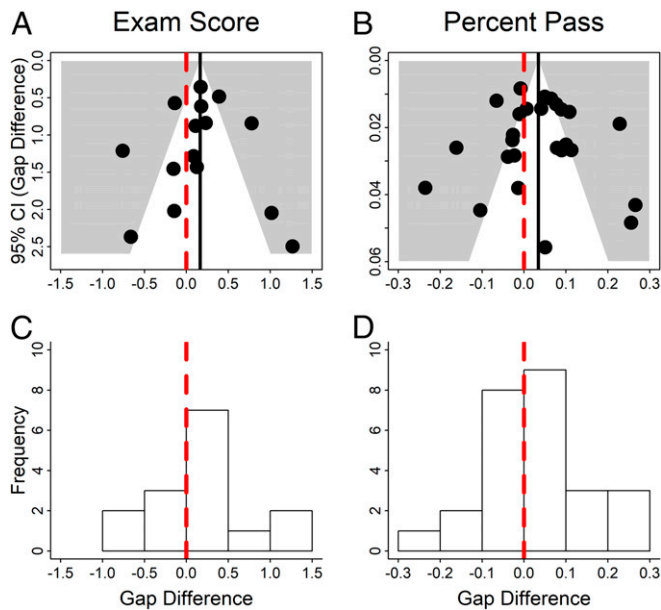 A Exam Score
B Percent Pass
95% CI (Gap Difference)
0.0
0.5
1.0
1.5
2.0
2.5
-1.5 -1.0 -0.5 0.0 0.5 1.0 1.5
0.00
0.02
0.04
0.06
-0.3 -0.2 -0.1 0.0 0.1 0.2 0.3
C
D
Frequency
10
8
6
4
2
0
-1.5 -1.0 -0.5 0.0 0.5 1.0 1.5
Gap Difference
10
8
6
4
2
0
-0.3 -0.2 -0.1 0.0 0.1 0.2 0.3
Gap Difference